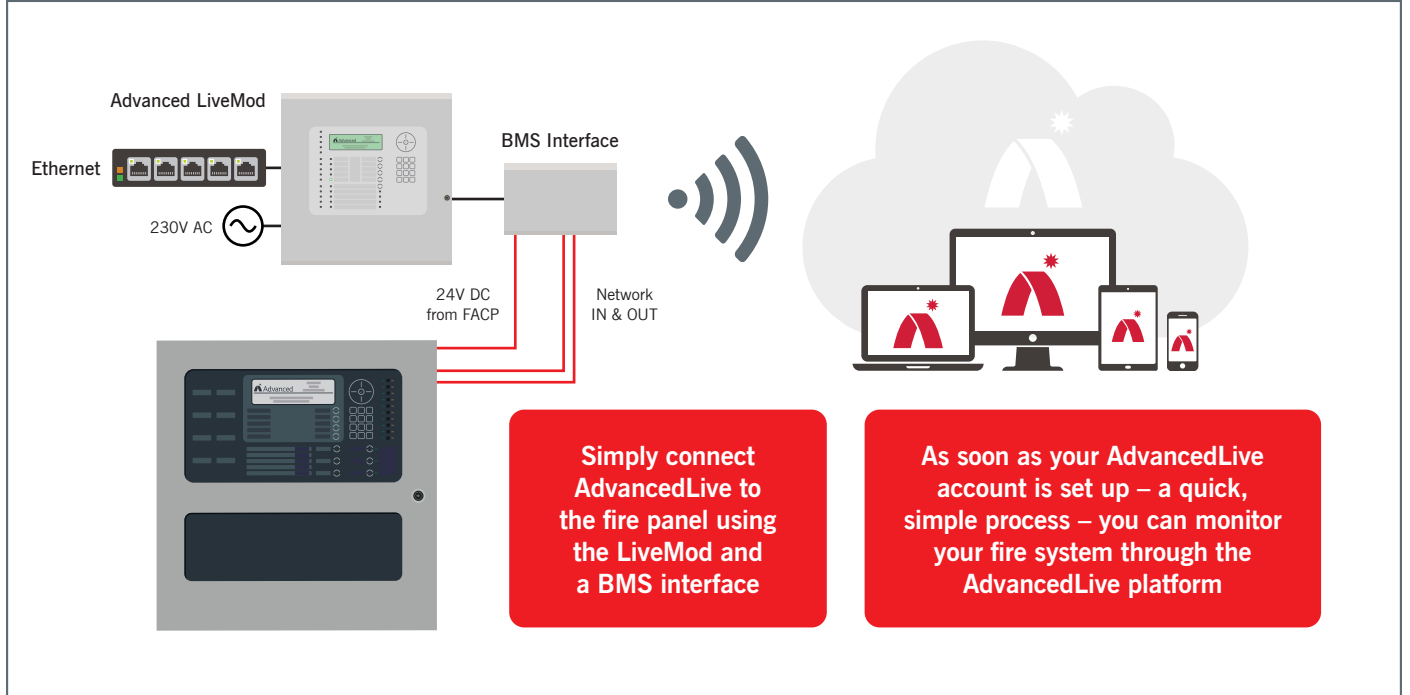 Advanced LiveMod
Ethernet
230V AC
Advanced
BMS Interface
24V DC
from FACP
Network
IN & OUT
Advanced
Simply connect
AdvancedLive to
the fire panel using
the LiveMod and
a BMS interface
As soon as your AdvancedLive
account is set up – a quick,
simple process – you can monitor
your fire system through the
AdvancedLive platform